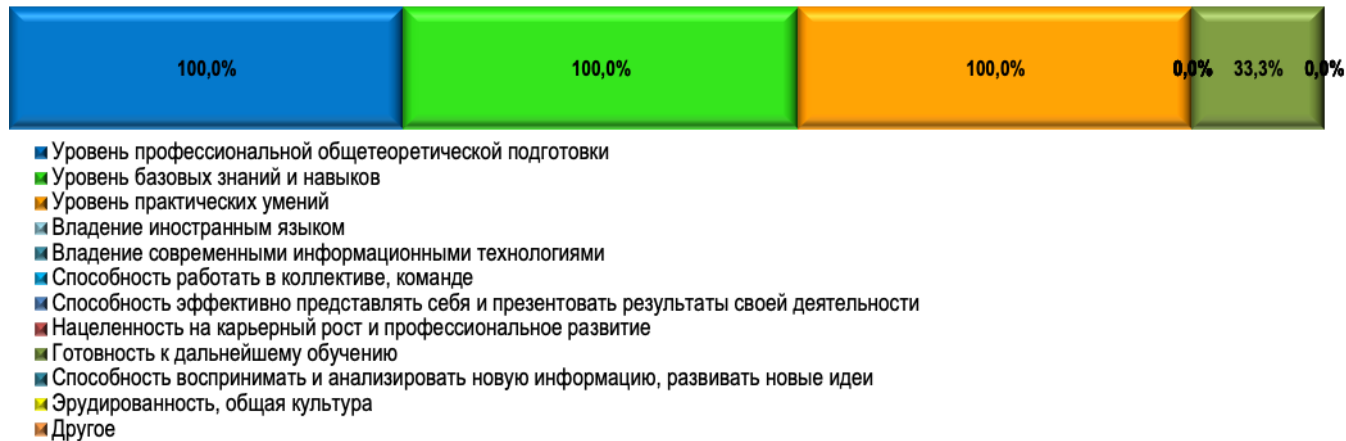 100,0% 100,0% 100,0% 0,0% 33,3% 0,0%
Уровень профессиональной общетеоретической подготовки
Уровень базовых знаний и навыков
Уровень практических умений
Владение иностранным языком
Владение современными информационными технологиями
Способность работать в коллективе, команде
Способность эффективно представлять себя и презентовать результаты своей деятельности
Нацеленность на карьерный рост и профессиональное развитие
Готовность к дальнейшему обучению
Способность воспринимать и анализировать новую информацию, развивать новые идеи
Эрудированность, общая культура
Другое